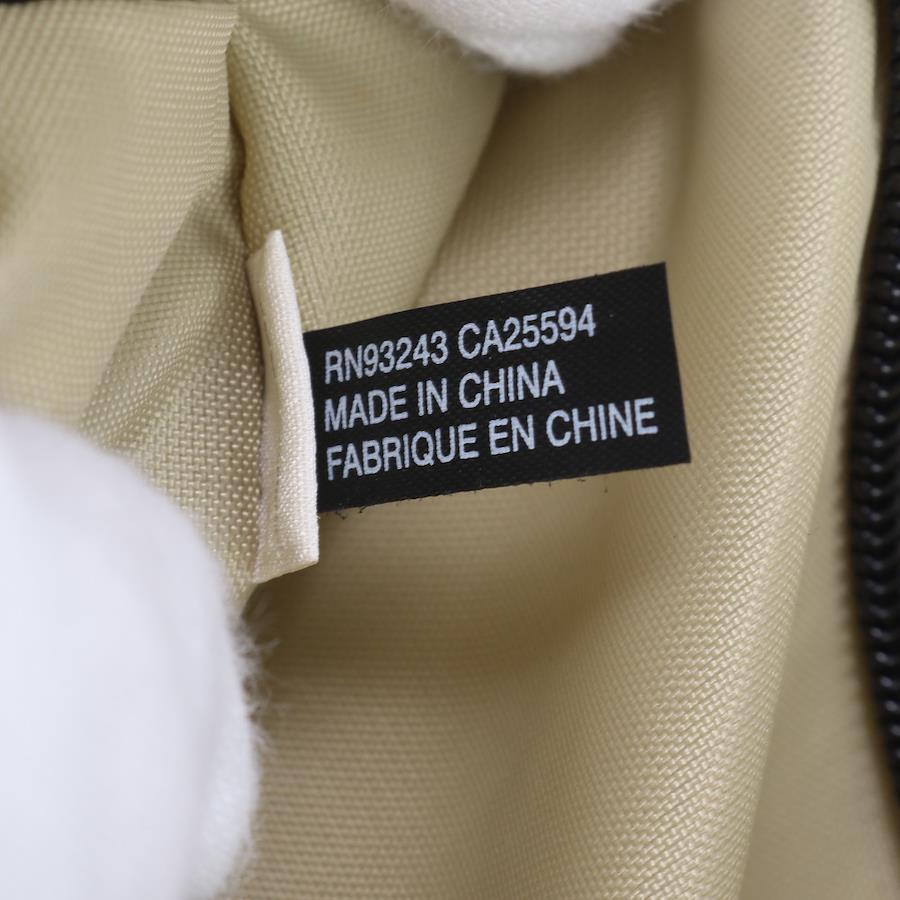 RN93243 CA25594
MADE IN CHINA
FABRIQUE EN CHINE